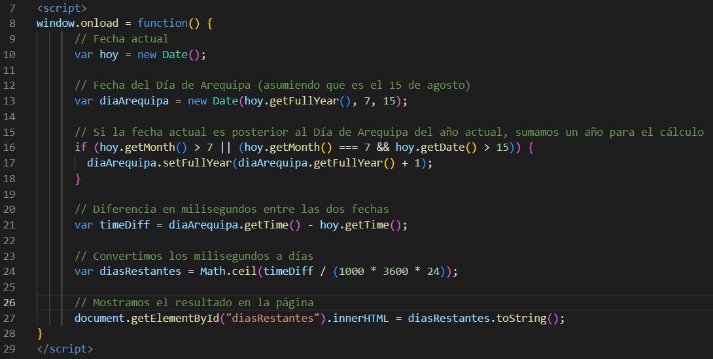 7 <script>
8 window.onload = function() {
9 // Fecha actual
10 var hoy = new Date();
11
12 // Fecha del Día de Arequipa (asumiendo que es el 15 de agosto)
13 var diaArequipa = new Date(hoy.getFullYear(), 7, 15);
14
15 // Si la fecha actual es posterior al Día de Arequipa del año actual, sumamos un año para el cálculo
16 if (hoy.getMonth() > 7 || (hoy.getMonth() === 7 && hoy.getDate() > 15)) {
17 diaArequipa.setFullYear(diaArequipa.getFullYear() + 1);
18 }
19
20 // Diferencia en milisegundos entre las dos fechas
21 var timeDiff = diaArequipa.getTime() - hoy.getTime();
22
23 // Convertimos los milisegundos a días
24 var diasRestantes = Math.ceil(timeDiff / (1000 * 3600 * 24));
25
26 // Mostramos el resultado en la página
27 document.getElementById("diasRestantes").innerHTML = diasRestantes.toString();
28 }
29 </script>